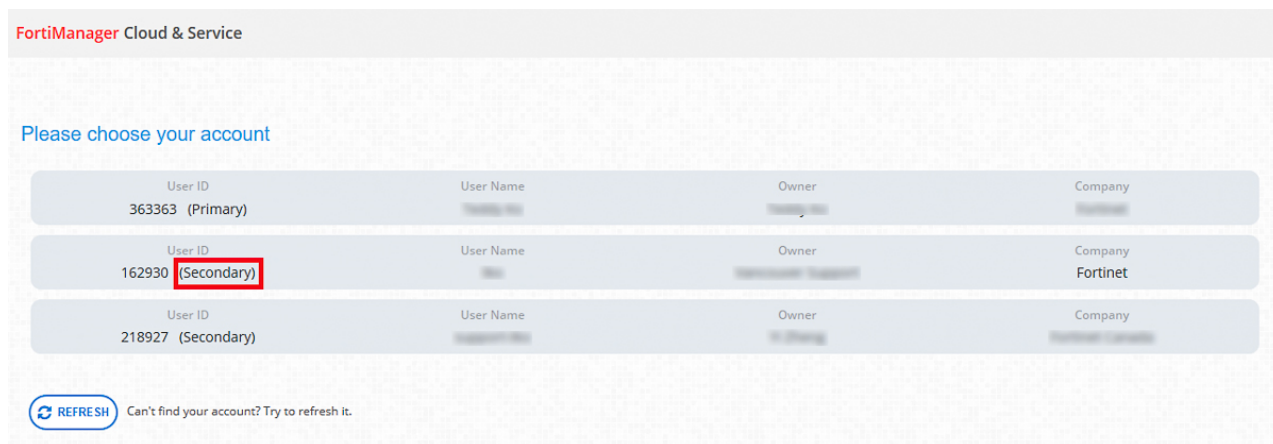 FortiManager Cloud & Service
Please choose your account
User ID User Name Owner Company
363363 (Primary)
User ID User Name Owner Company
162930 (Secondary) Fortinet
User ID User Name Owner Company
218927 (Secondary)
REFRESH Can't find your account? Try to refresh it.